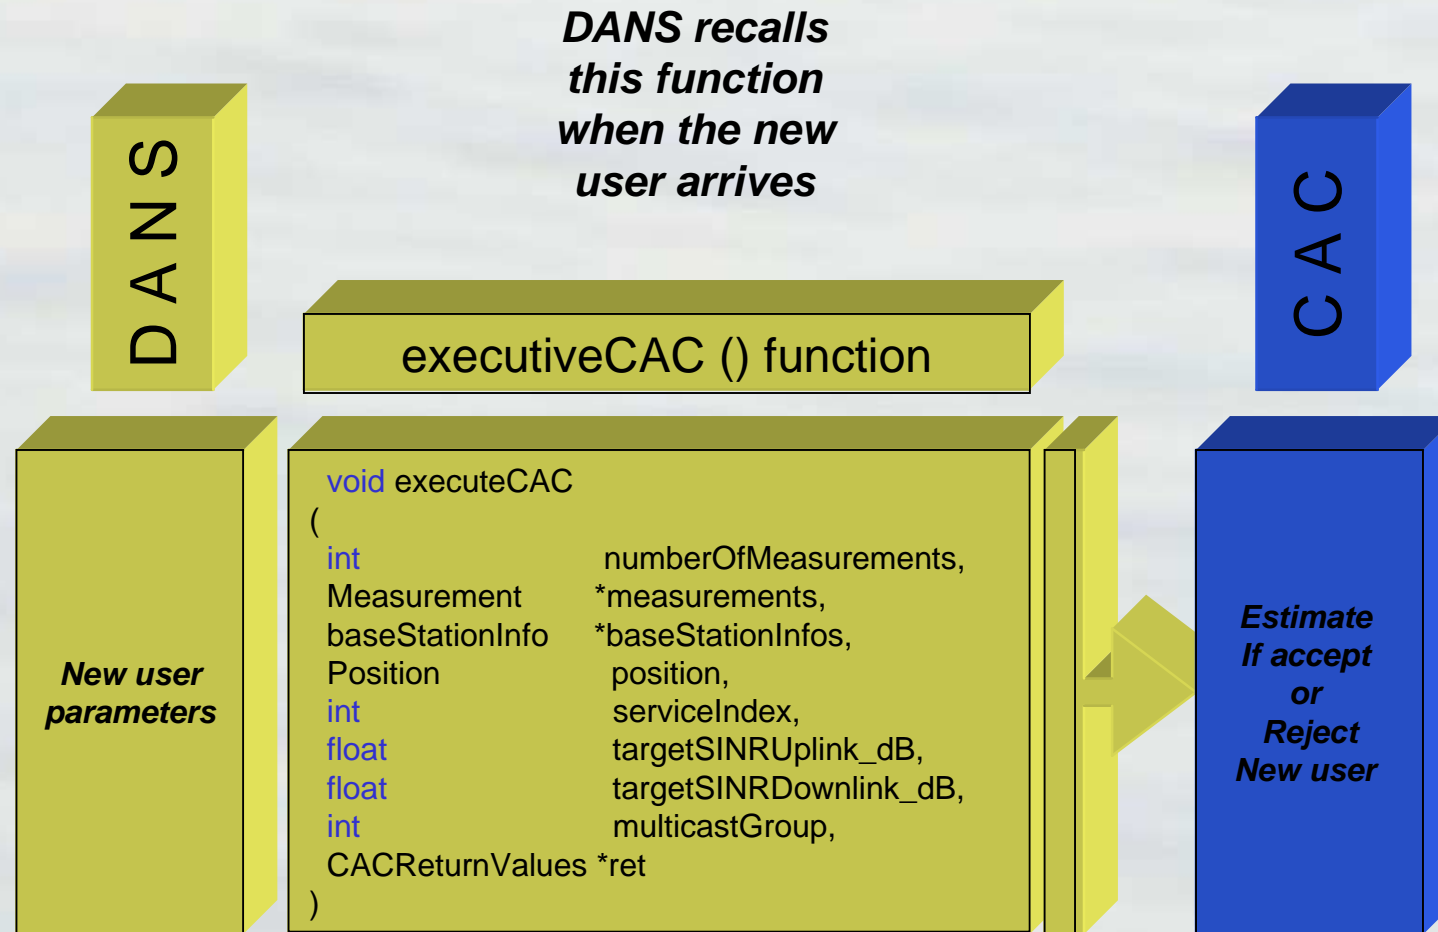 DANS recalls
this function
when the new
user arrives
D A N S
C A C
executiveCAC () function
New user
parameters
void executeCAC
(
int numberOfMeasurements,
Measurement *measurements,
baseStationInfo *baseStationInfos,
Position position,
int serviceIndex,
float targetSINRUplink_dB,
float targetSINRDownlink_dB,
int multicastGroup,
CACReturnValues *ret
)
Estimate
If accept
or
Reject
New user